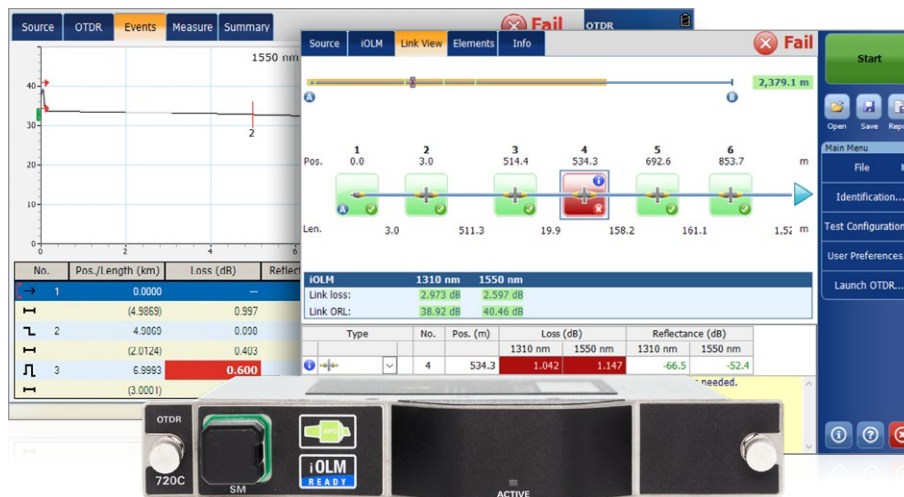 Source OTDR Events Measure Summary
Fail OTDR
1550 nm
40
30
20
10
0
0 2 4 6
2
No. Pos./Length (km) Loss (dB)
1 0.0000 ---
(4.9869) 0.997
2 4.9869 0.090
(2.0124) 0.403
3 6.9993 0.600
(3.0001)
Source iOLM Link View Elements Info
Fail
2,379.1 m
A B
1 2 3 4 5 6
Pos. 0.0 3.0 514.4 534.3 692.6 853.7 m
A
Len. 3.0 511.3 19.9 158.2 161.1 m
iOLM 1310 nm 1550 nm
Link loss: 2.973 dB 2.597 dB
Link ORL: 38.92 dB 40.46 dB
Type No. Pos. (m) Loss (dB) Reflectance (dB)
1310 nm 1550 nm 1310 nm 1550 nm
4 534.3 1.042 1.147 -66.5 -52.4
needed.
Start
Open Save
Main Menu
File
Identification...
Test Configuration
User Preferences.
Launch OTDR...
OTDR
720C
SM
APC
iOLM
READY
ACTIVE